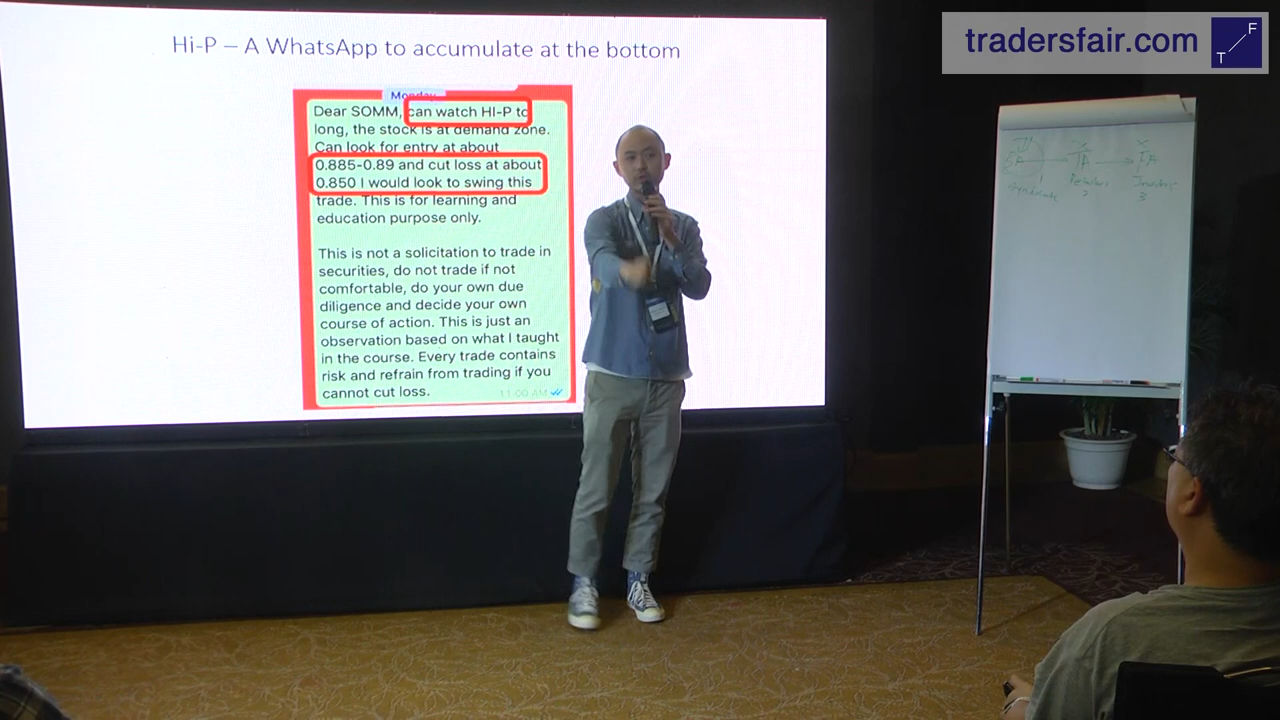 Hi-P – A WhatsApp to accumulate at the bottom
tradersfair.com
F
T
Monday
Dear SOMM, can watch HI-P to
long, the stock is at demand zone.
Can look for entry at about
0.885-0.89 and cut loss at about
0.850 I would look to swing this
trade. This is for learning and
education purpose only.
This is not a solicitation to trade in
securities, do not trade if not
comfortable, do your own due
diligence and decide your own
course of action. This is just an
observation based on what I taught
in the course. Every trade contains
risk and refrain from trading if you
cannot cut loss.
11:00 AM